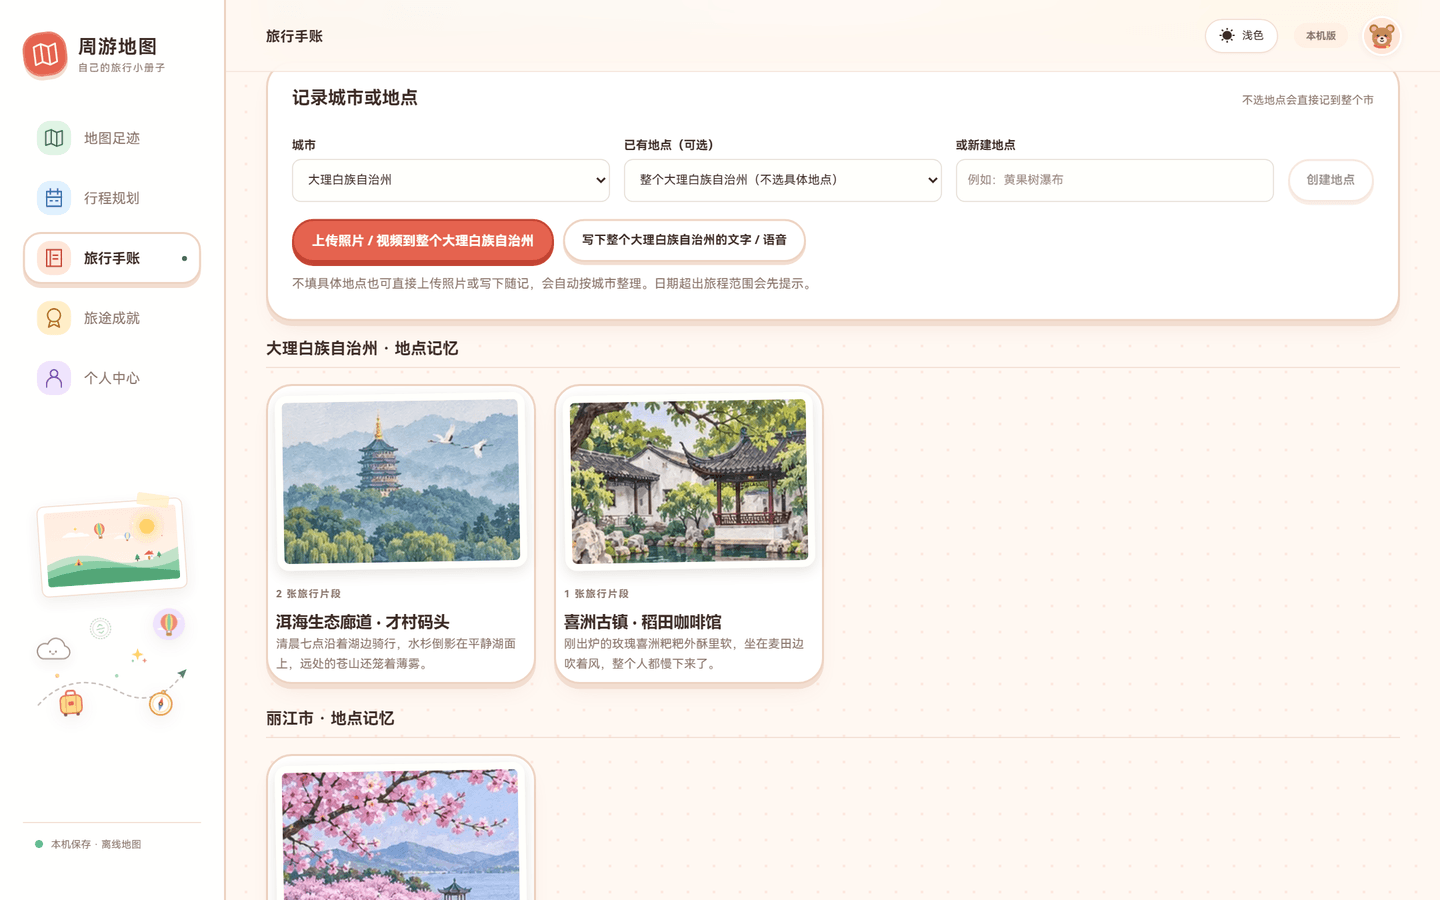 周游地图
自己的旅行小册子
地图足迹
行程规划
旅行手账
旅途成就
个人中心
本机保存 · 离线地图
旅行手账
浅色
本机版
记录城市或地点
不选地点会直接记到整个市
城市
已有地点（可选）
或新建地点
大理白族自治州
整个大理白族自治州（不选具体地点）
例如：黄果树瀑布
创建地点
上传照片 / 视频到整个大理白族自治州
写下整个大理白族自治州的文字 / 语音
不填具体地点也可直接上传照片或写下随记，会自动按城市整理。日期超出旅程范围会先提示。
大理白族自治州 · 地点记忆
2 张旅行片段
洱海生态廊道 · 才村码头
清晨七点沿着湖边骑行，水杉倒影在平静湖面
上，远处的苍山还笼着薄雾。
1 张旅行片段
喜洲古镇 · 稻田咖啡馆
刚出炉的玫瑰喜洲粑粑外酥里软，坐在麦田边
吹着风，整个人都慢下来了。
丽江市 · 地点记忆